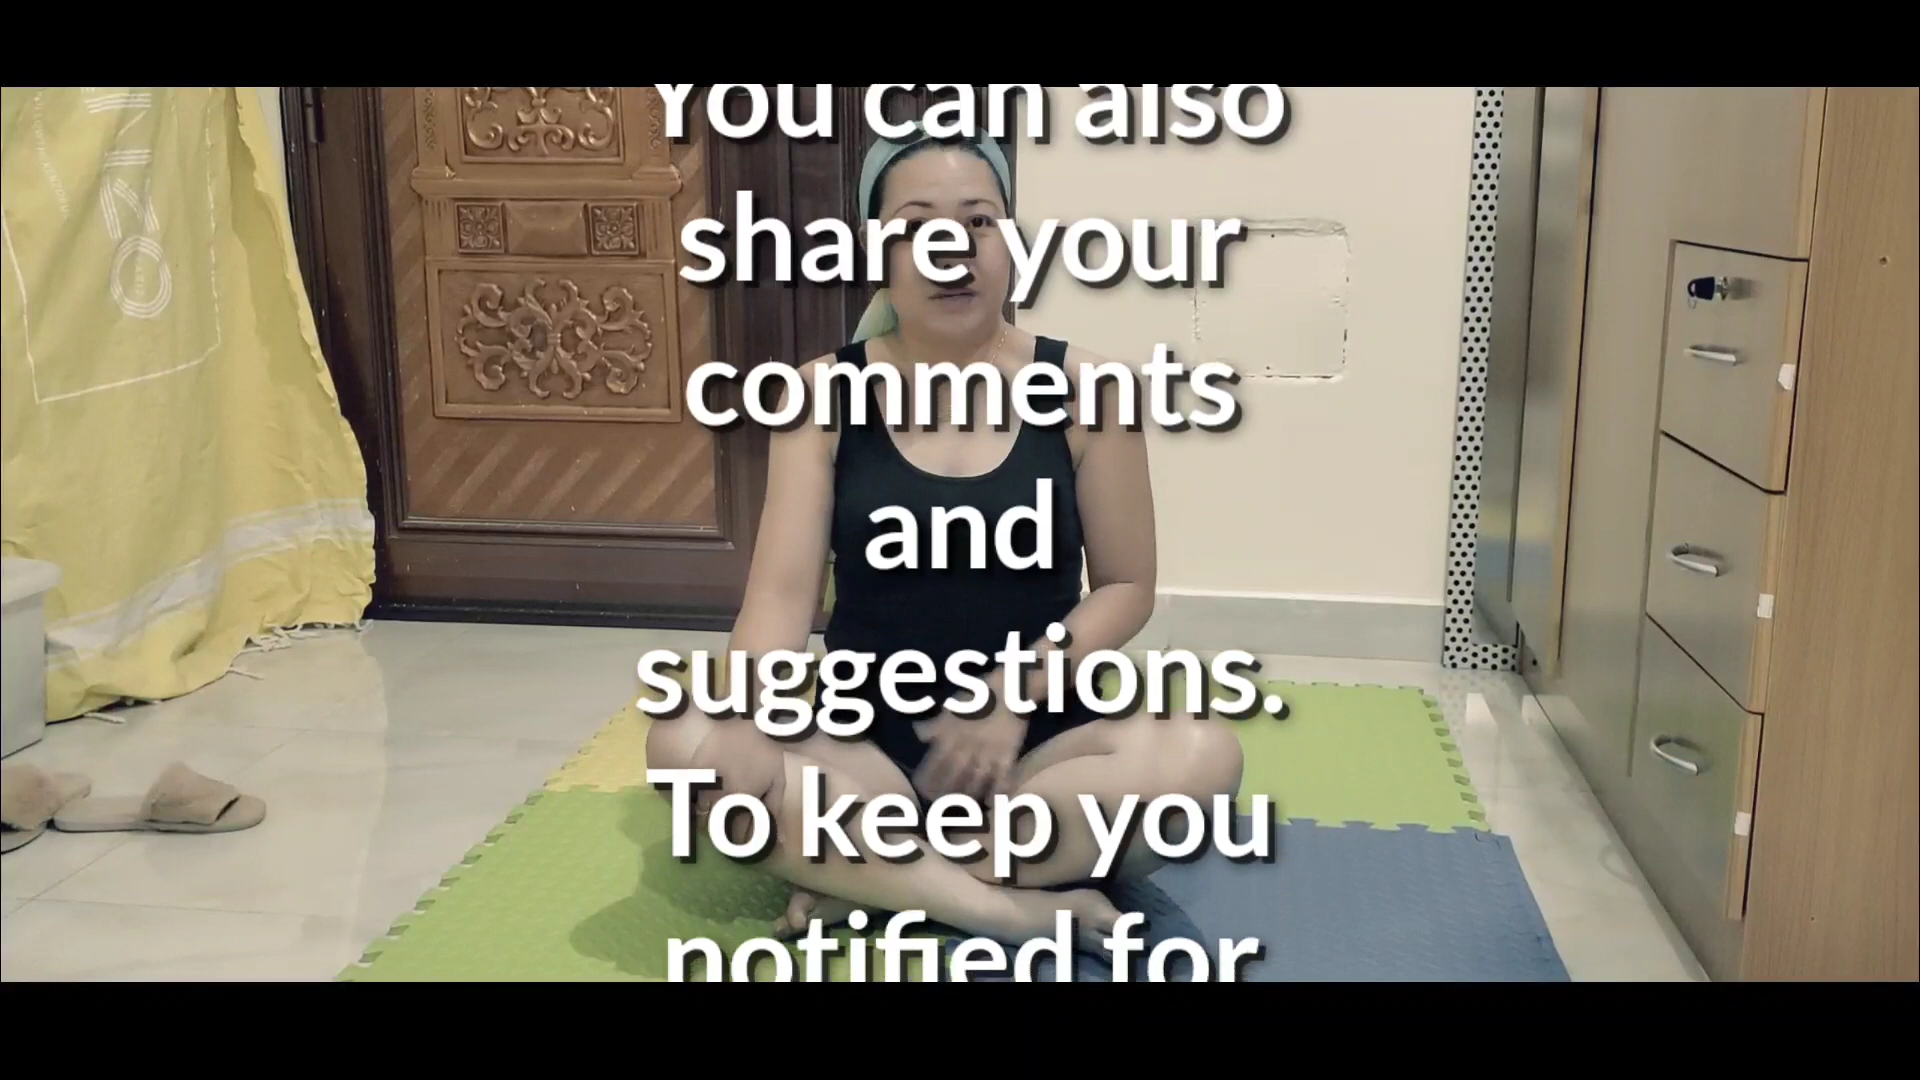 You can also
share your
comments
and
suggestions.
To keep you
notified for